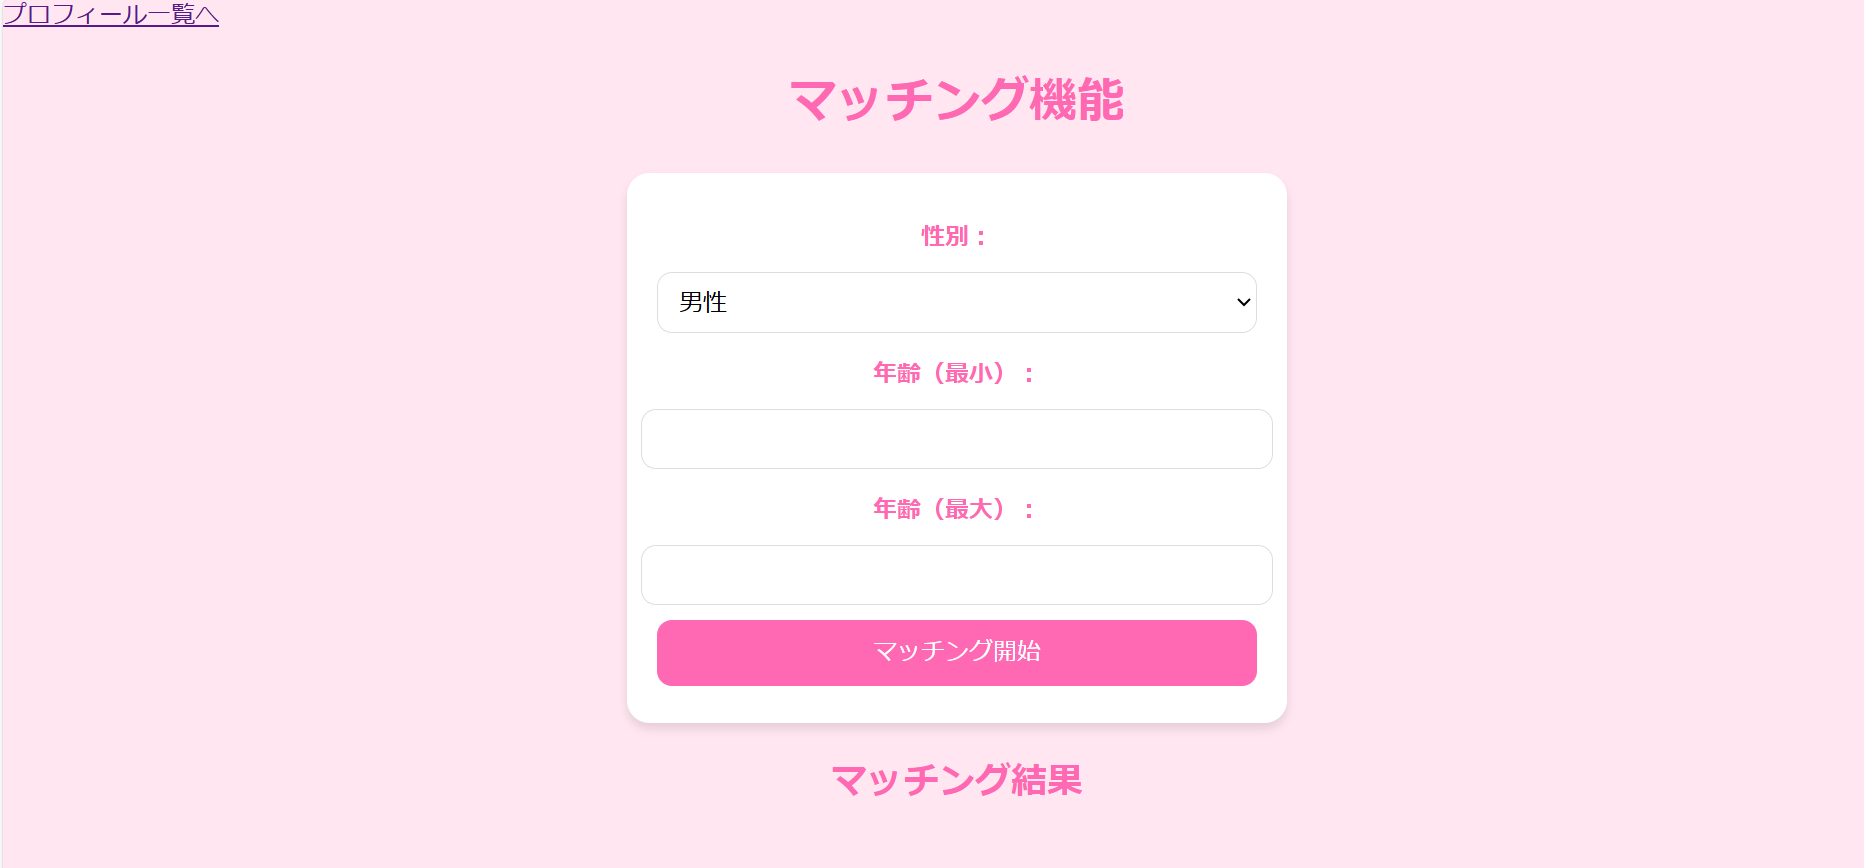 プロフィール一覧へ
マッチング機能
性別：
男性
年齢（最小）：
年齢（最大）：
マッチング開始
マッチング結果